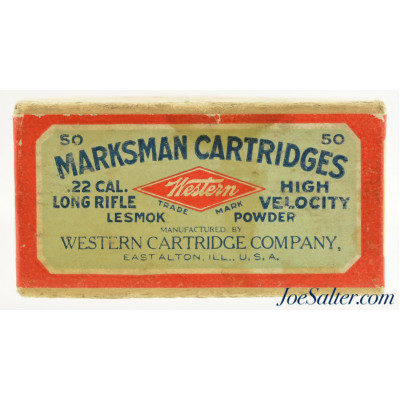 50 50
MARKSMAN CARTRIDGES
.22 CAL. Western HIGH
LONG RIFLE TRADE MARK VELOCITY
LESMOK POWDER
MANUFACTURED BY
WESTERN CARTRIDGE COMPANY,
EAST ALTON, ILL., U.S.A.
JoeSalter.com